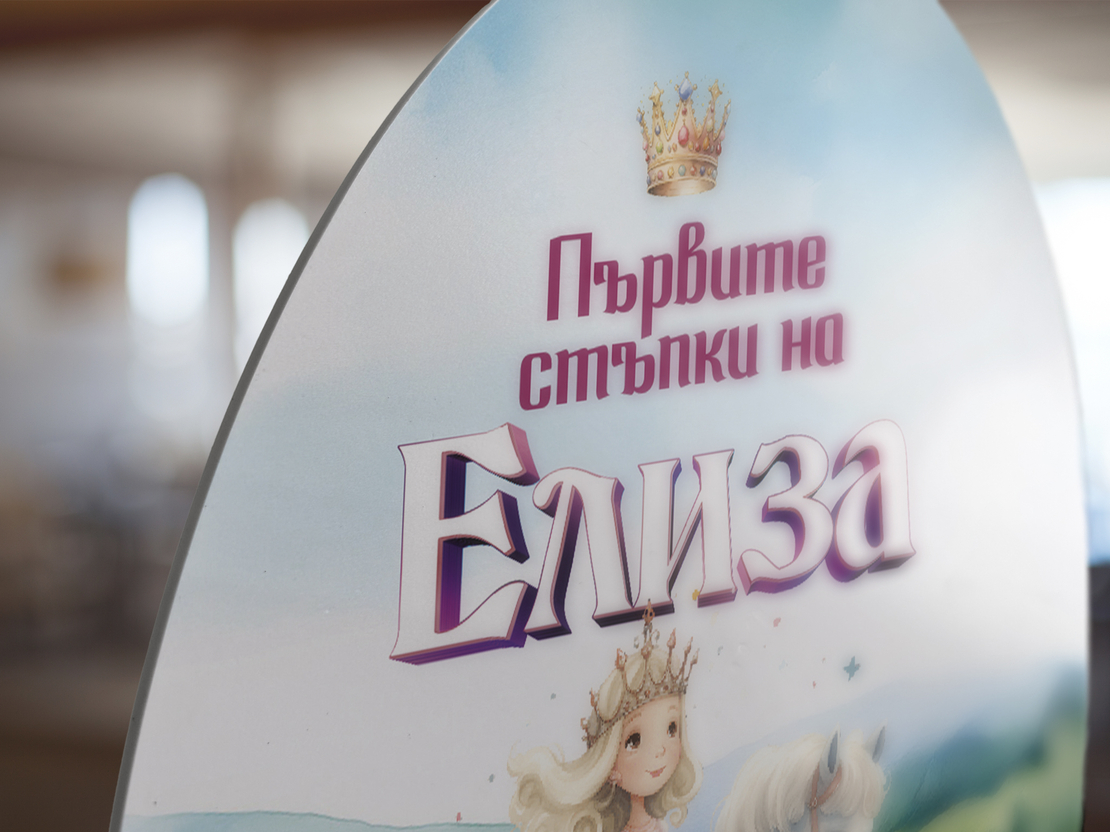 Първите
стъпки на
Елиза